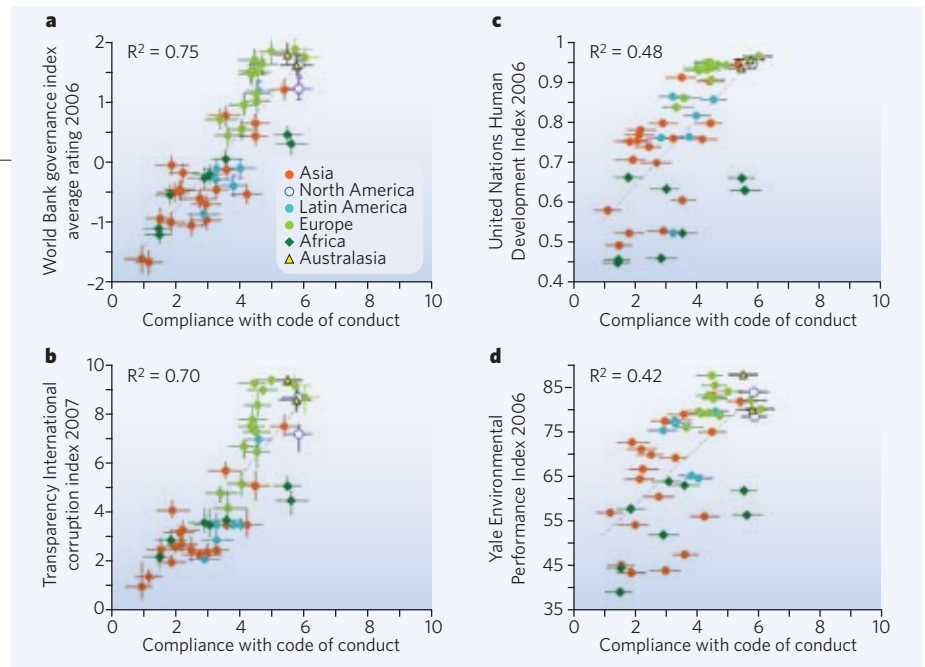 a
R² = 0.75
World Bank governance index
average rating 2006
2
1
0
–1
–2
0
2
4
6
8
10
Compliance with code of conduct
Asia
North America
Latin America
Europe
Africa
Australasia
b
R² = 0.70
Transparency International
corruption index 2007
10
8
6
4
2
0
0
2
4
6
8
10
Compliance with code of conduct
c
R² = 0.48
United Nations Human
Development Index 2006
1
0.9
0.8
0.7
0.6
0.5
0.4
0
2
4
6
8
10
Compliance with code of conduct
d
R² = 0.42
Yale Environmental
Performance Index 2006
85
75
65
55
45
35
0
2
4
6
8
10
Compliance with code of conduct